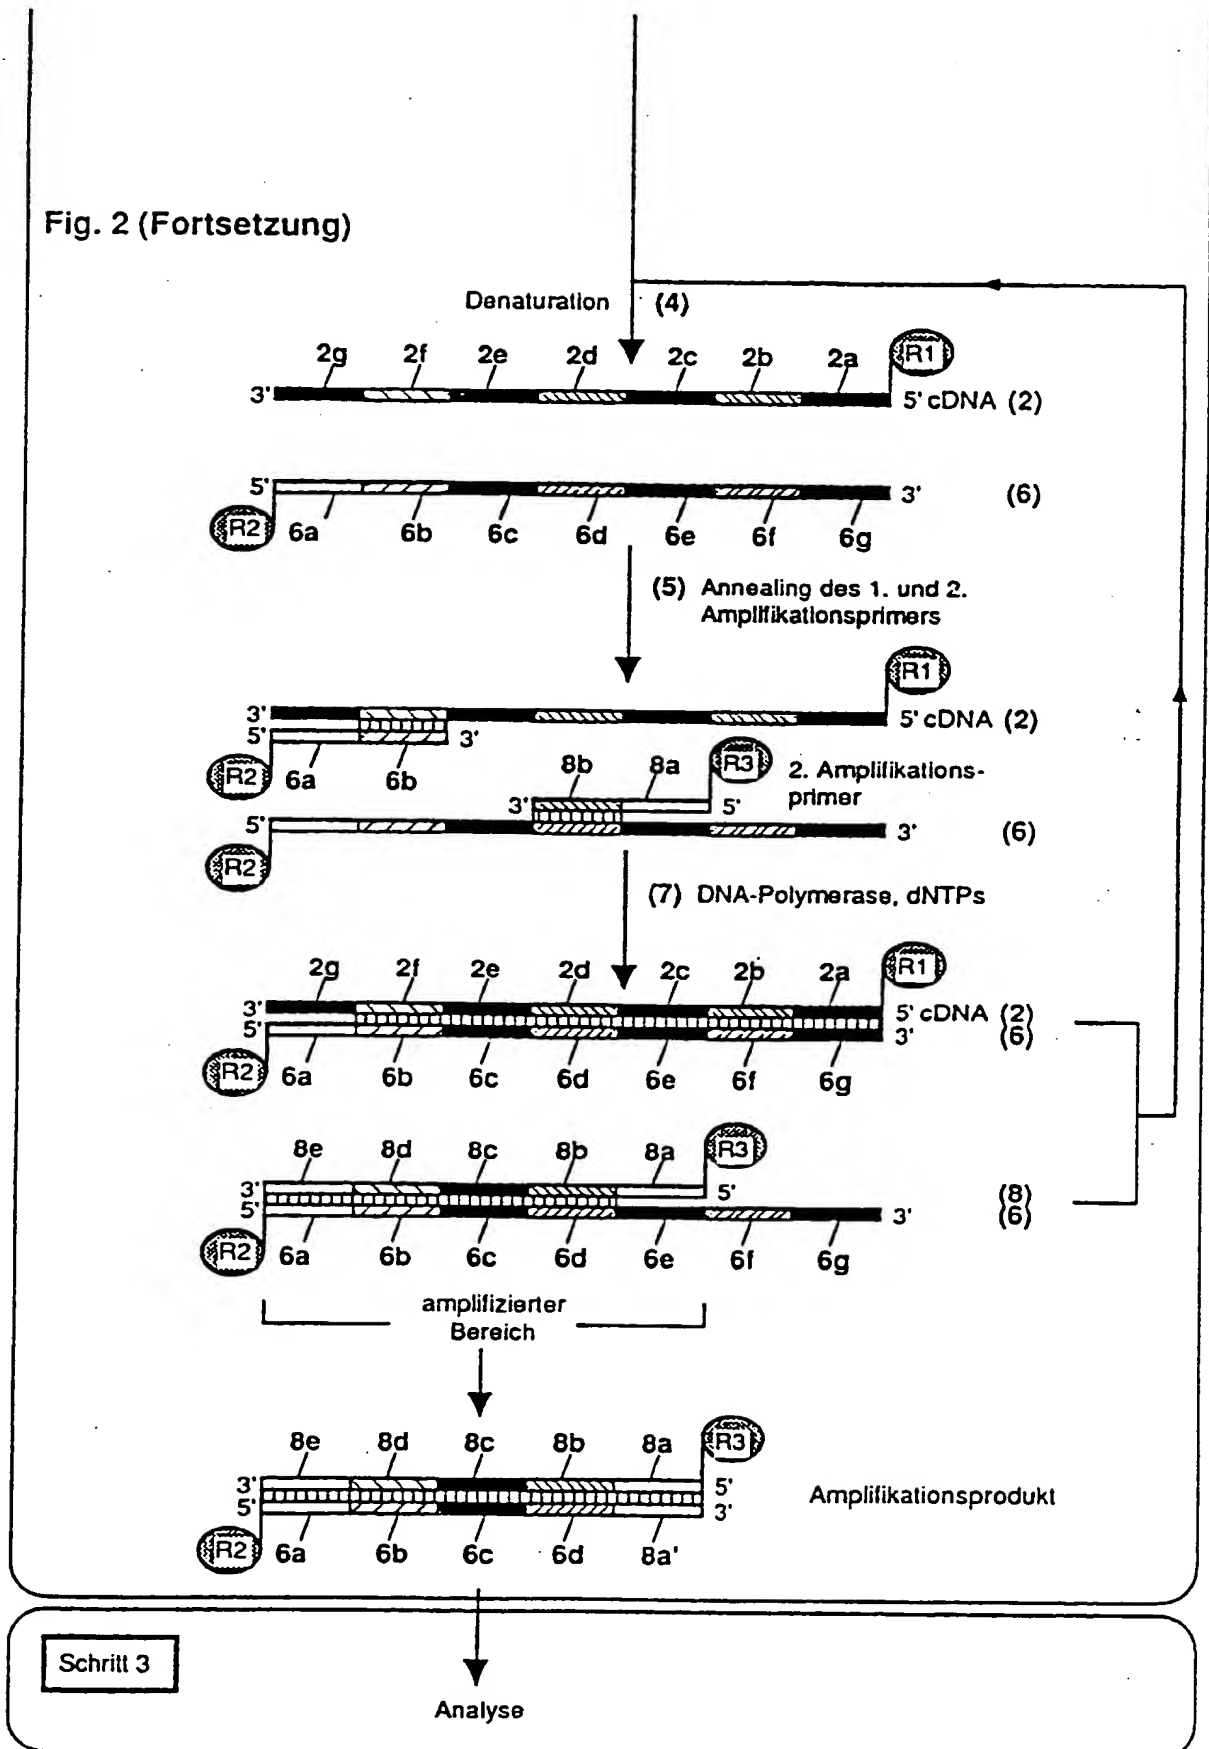 Fig. 2 (Fortsetzung)
Denaturation (4)
2g 2f 2e 2d 2c 2b 2a R1
3' 5' cDNA (2)
5' 3' (6)
R2 6a 6b 6c 6d 6e 6f 6g
(5) Annealing des 1. und 2.
Amplifikationsprimers
R1
3' 5' cDNA (2)
5' 3'
R2 6a 6b 8b 8a R3 2. Amplifikations-
primer
3' 5'
5' 3' (6)
R2
(7) DNA-Polymerase, dNTPs
2g 2f 2e 2d 2c 2b 2a R1
3' 5' cDNA (2)
5' 3' (6)
R2 6a 6b 6c 6d 6e 6f 6g
8e 8d 8c 8b 8a R3
3' 5' (8)
5' 3' (6)
R2 6a 6b 6c 6d 6e 6f 6g
amplifizierter
Bereich
8e 8d 8c 8b 8a R3
3' 5'
Amplifikationsprodukt
5' 3'
R2 6a 6b 6c 6d 8a'
Schritt 3
Analyse